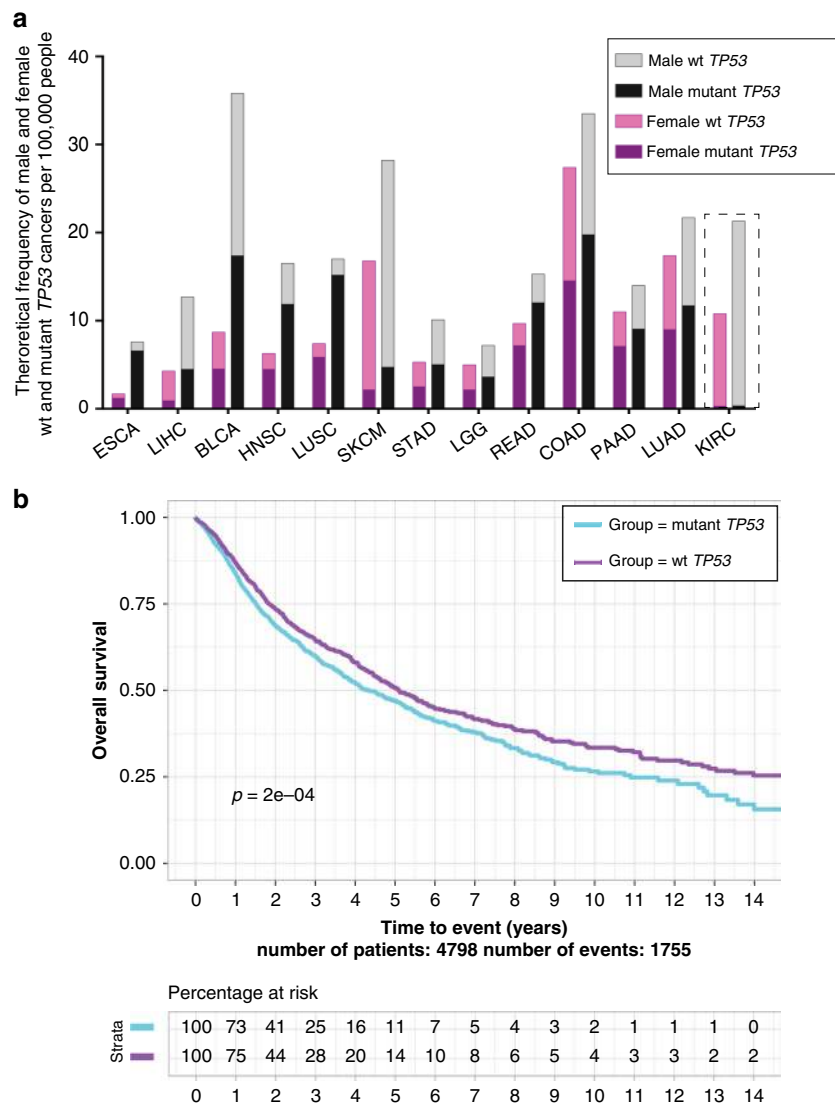 a
Theroretical frequency of male and female
wt and mutant TP53 cancers per 100,000 people
40
30
20
10
0
Male wt TP53
Male mutant TP53
Female wt TP53
Female mutant TP53
ESCA LIHC BLCA HNSC LUSC SKCM STAD LGG READ COAD PAAD LUAD KIRC
b
Overall survival
1.00
0.75
0.50
0.25
0.00
Group = mutant TP53
Group = wt TP53
p = 2e–04
0 1 2 3 4 5 6 7 8 9 10 11 12 13 14
Time to event (years)
number of patients: 4798 number of events: 1755
Percentage at risk
Strata
100 73 41 25 16 11 7 5 4 3 2 1 1 1 0
100 75 44 28 20 14 10 8 6 5 4 3 3 2 2
0 1 2 3 4 5 6 7 8 9 10 11 12 13 14